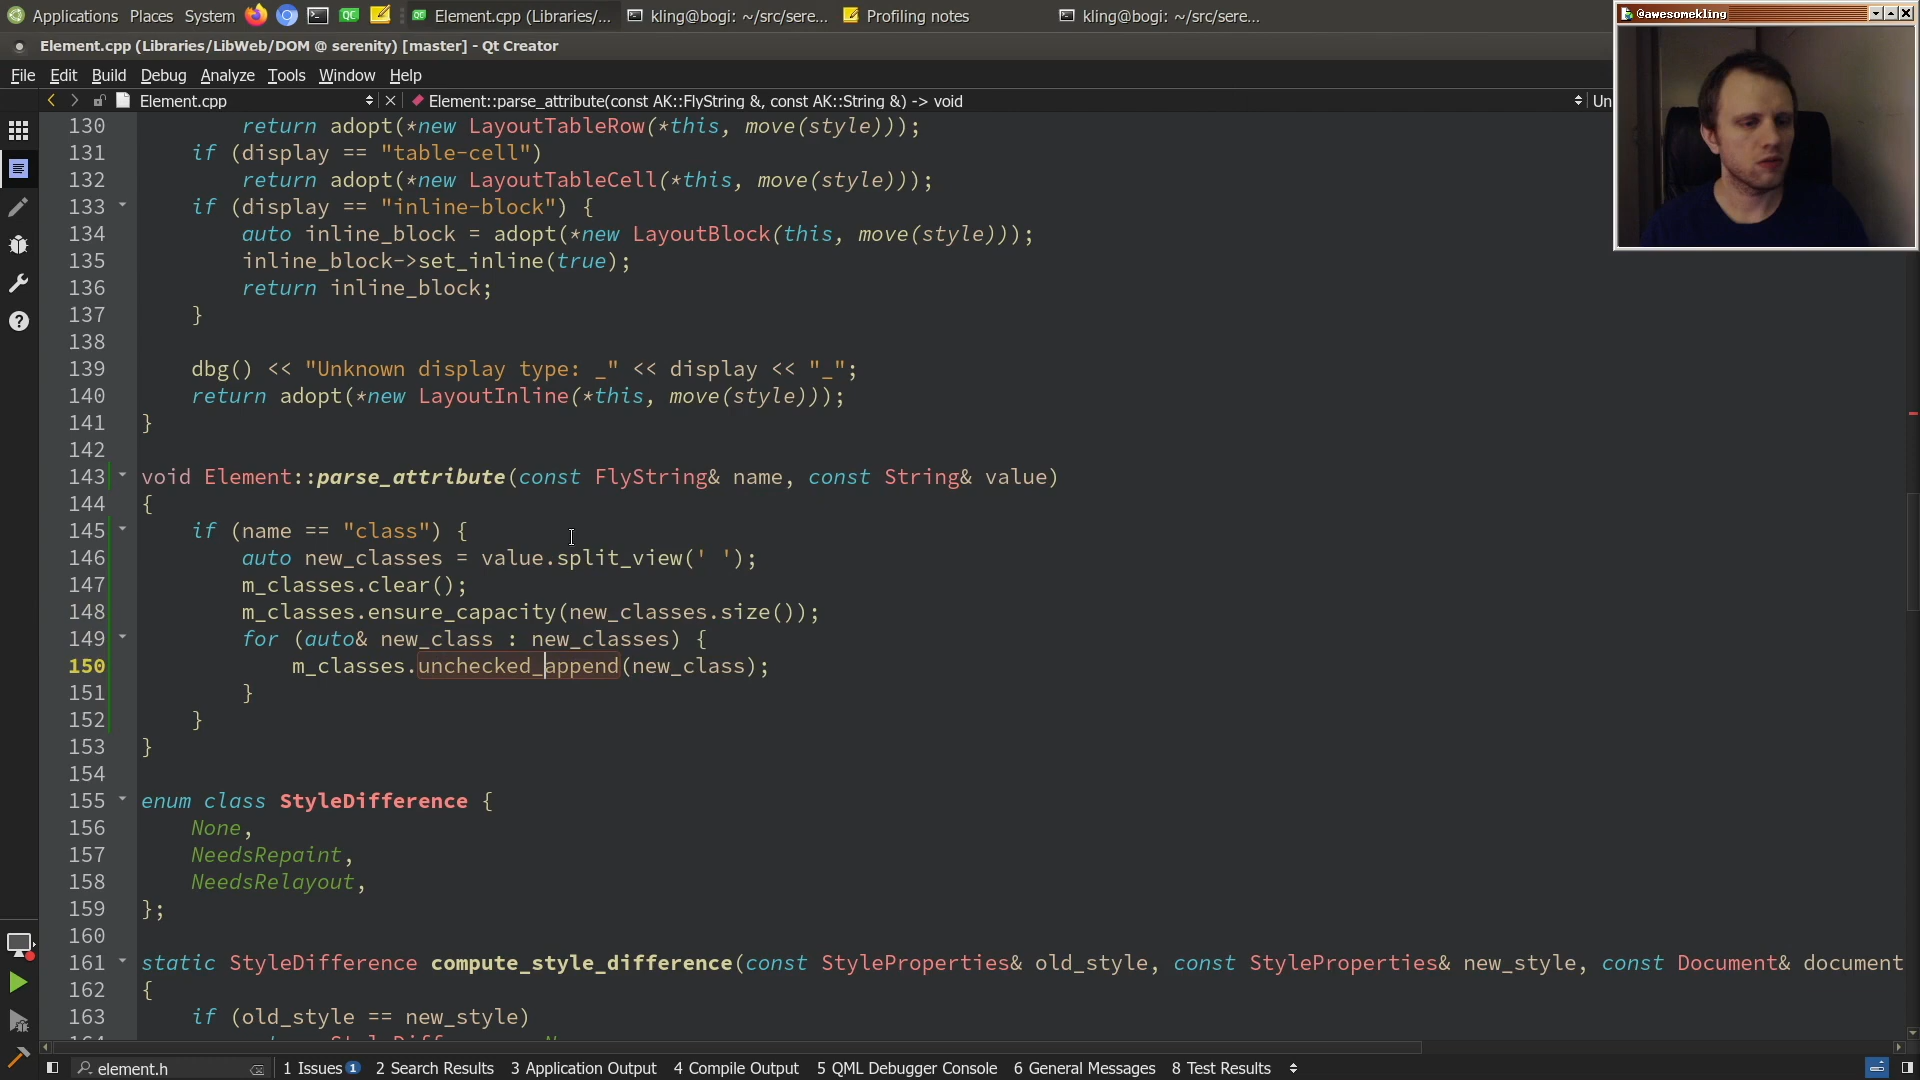 Applications Places System Element.cpp (Libraries/... kling@bogi: ~/src/sere... Profiling notes kling@bogi: ~/src/sere...
@awesomekling
Element.cpp (Libraries/LibWeb/DOM @ serenity) [master] - Qt Creator
File Edit Build Debug Analyze Tools Window Help
Element.cpp Element::parse_attribute(const AK::FlyString &, const AK::String &) -> void Un
130 return adopt(*new LayoutTableRow(*this, move(style)));
131 if (display == "table-cell")
132 return adopt(*new LayoutTableCell(*this, move(style)));
133 if (display == "inline-block") {
134 auto inline_block = adopt(*new LayoutBlock(this, move(style)));
135 inline_block->set_inline(true);
136 return inline_block;
137 }
138
139 dbg() << "Unknown display type: _" << display << "_";
140 return adopt(*new LayoutInline(*this, move(style)));
141 }
142
143 void Element::parse_attribute(const FlyString& name, const String& value)
144 {
145 if (name == "class") {
146 auto new_classes = value.split_view(' ');
147 m_classes.clear();
148 m_classes.ensure_capacity(new_classes.size());
149 for (auto& new_class : new_classes) {
150 m_classes.unchecked_append(new_class);
151 }
152 }
153 }
154
155 enum class StyleDifference {
156 None,
157 NeedsRepaint,
158 NeedsRelayout,
159 };
160
161 static StyleDifference compute_style_difference(const StyleProperties& old_style, const StyleProperties& new_style, const Document& document
162 {
163 if (old_style == new_style)
element.h 1 Issues 1 2 Search Results 3 Application Output 4 Compile Output 5 QML Debugger Console 6 General Messages 8 Test Results